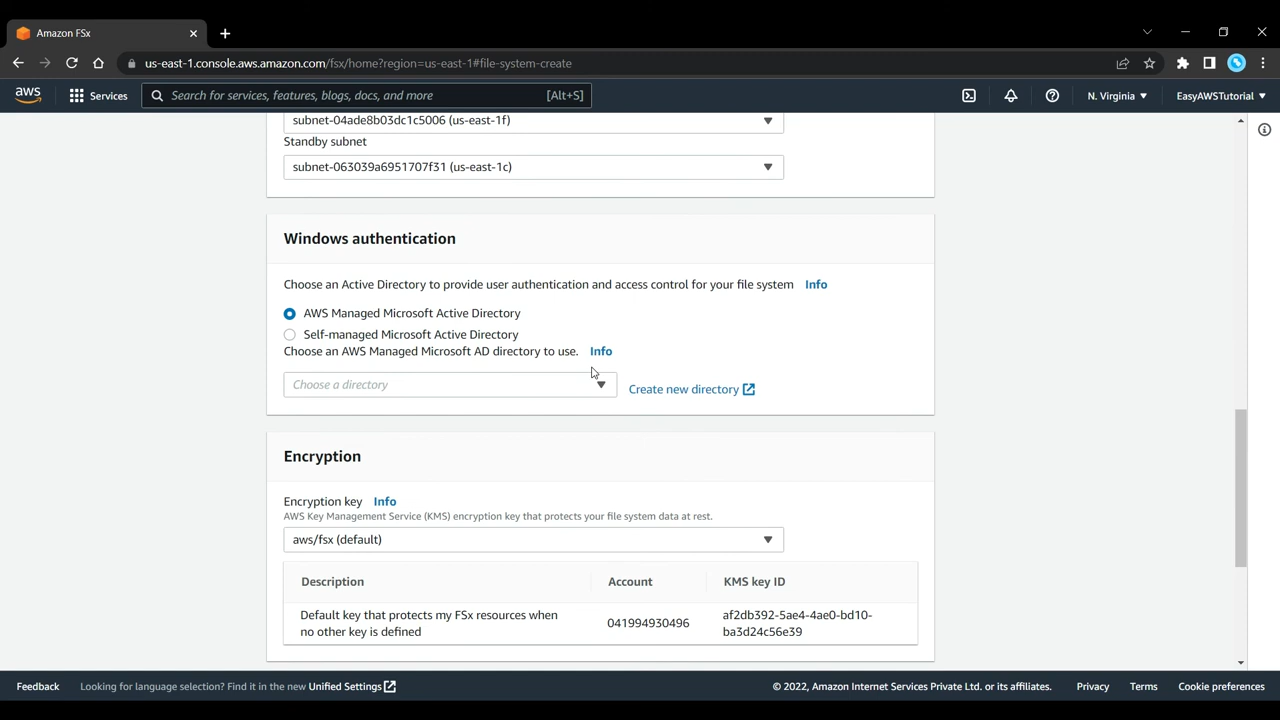 Amazon FSx
us-east-1.console.aws.amazon.com/fsx/home?region=us-east-1#file-system-create
aws
Services
Search for services, features, blogs, docs, and more
[Alt+S]
N. Virginia
EasyAWSTutorial
subnet-04ade8b03dc1c5006 (us-east-1f)
Standby subnet
subnet-063039a6951707f31 (us-east-1c)
Windows authentication
Choose an Active Directory to provide user authentication and access control for your file system Info
AWS Managed Microsoft Active Directory
Self-managed Microsoft Active Directory
Choose an AWS Managed Microsoft AD directory to use. Info
Choose a directory
Create new directory
Encryption
Encryption key Info
AWS Key Management Service (KMS) encryption key that protects your file system data at rest.
aws/fsx (default)
Description Account KMS key ID
Default key that protects my FSx resources when
no other key is defined
041994930496
af2db392-5ae4-4ae0-bd10-
ba3d24c56e39
Feedback
Looking for language selection? Find it in the new Unified Settings
© 2022, Amazon Internet Services Private Ltd. or its affiliates.
Privacy
Terms
Cookie preferences